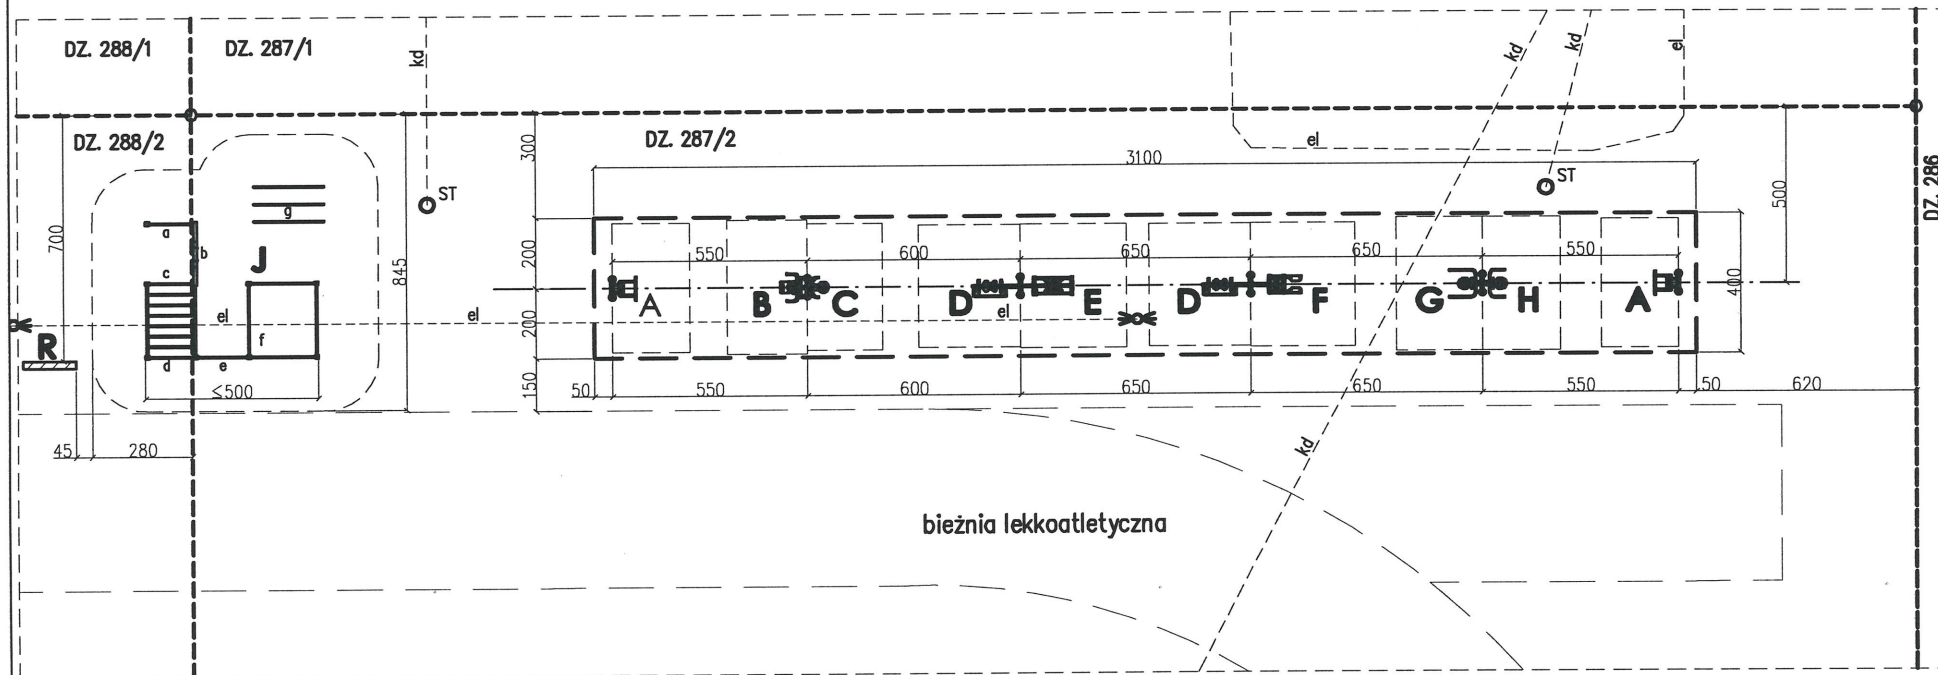 DZ. 288/1
DZ. 287/1
kd
kd
kd
el
DZ. 288/2
DZ. 287/2
el
DZ. 286
300
3100
500
ST
ST
g
a
b
700
J
845
200
550
600
650
650
550
400
c
A
B
C
D
E
D
F
G
H
A
el
el
el
f
200
R
d
e
≤500
150
50
550
600
650
650
550
50
620
45
280
kd
bieżnia lekkoatletyczna